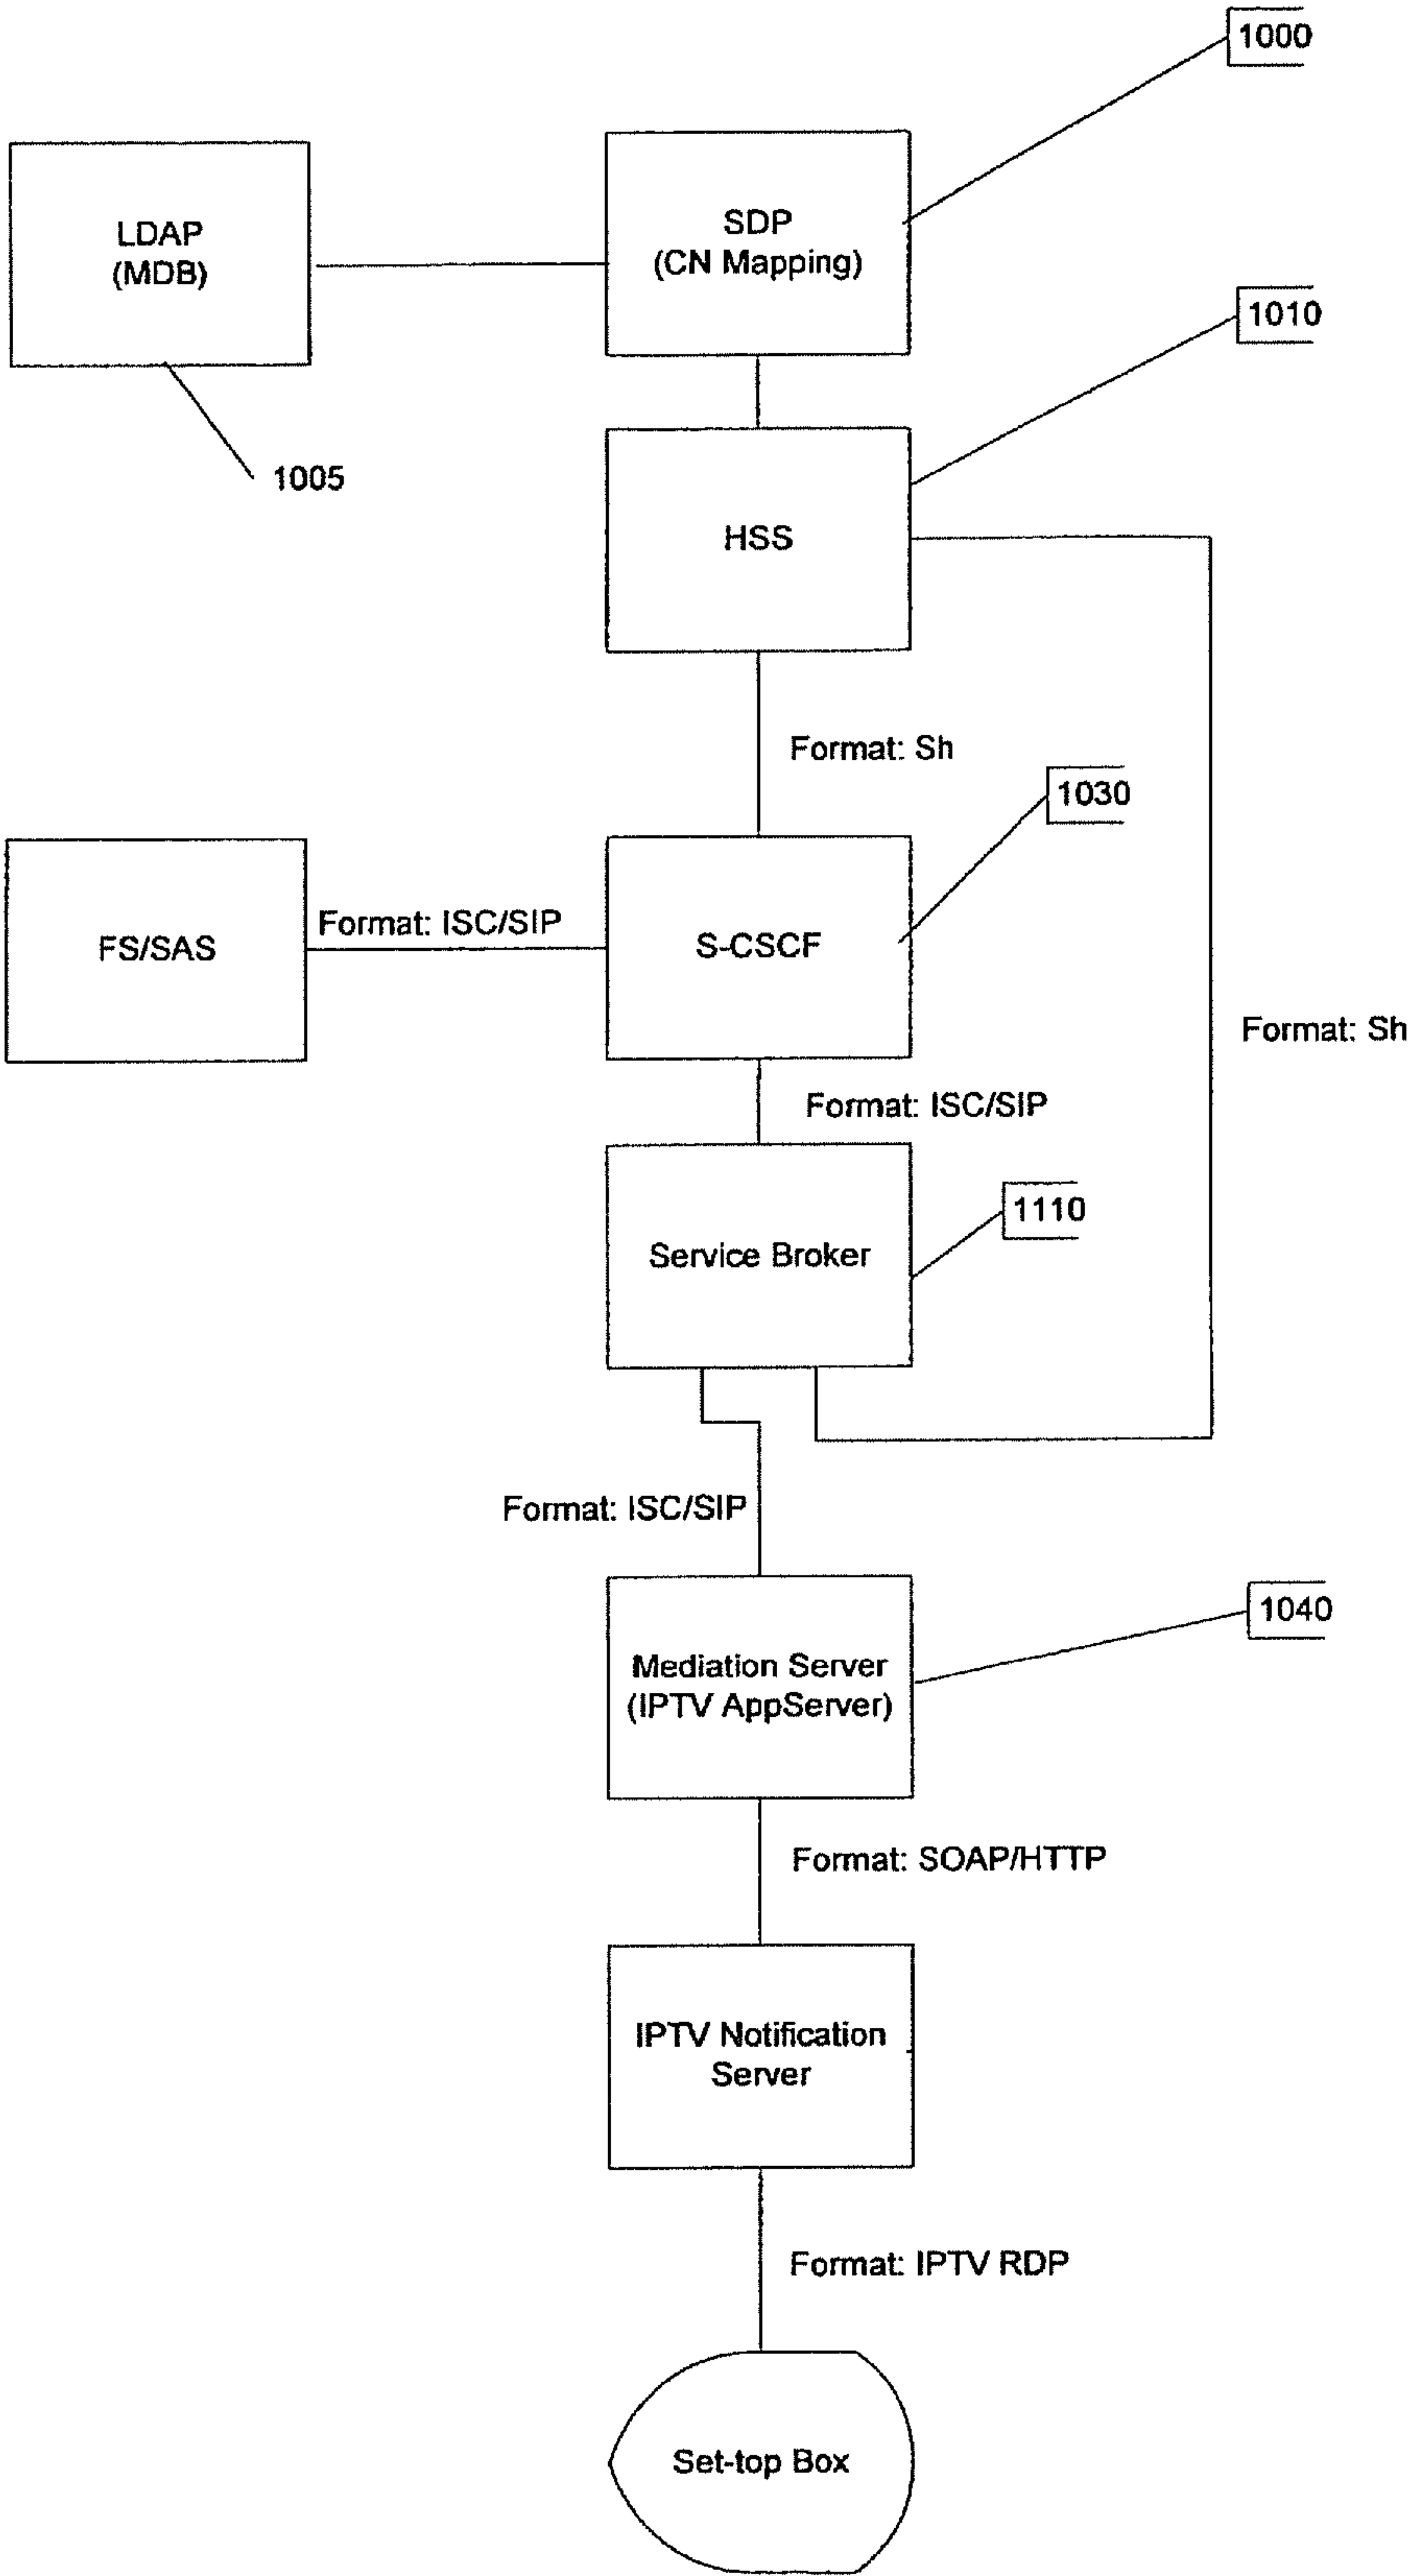 1000
LDAP
(MDB)
SDP
(CN Mapping)
1010
1005
HSS
Format: Sh
1030
FS/SAS
Format: ISC/SIP
S-CSCF
Format: Sh
Format: ISC/SIP
1110
Service Broker
Format: ISC/SIP
1040
Mediation Server
(IPTV AppServer)
Format: SOAP/HTTP
IPTV Notification
Server
Format: IPTV RDP
Set-top Box